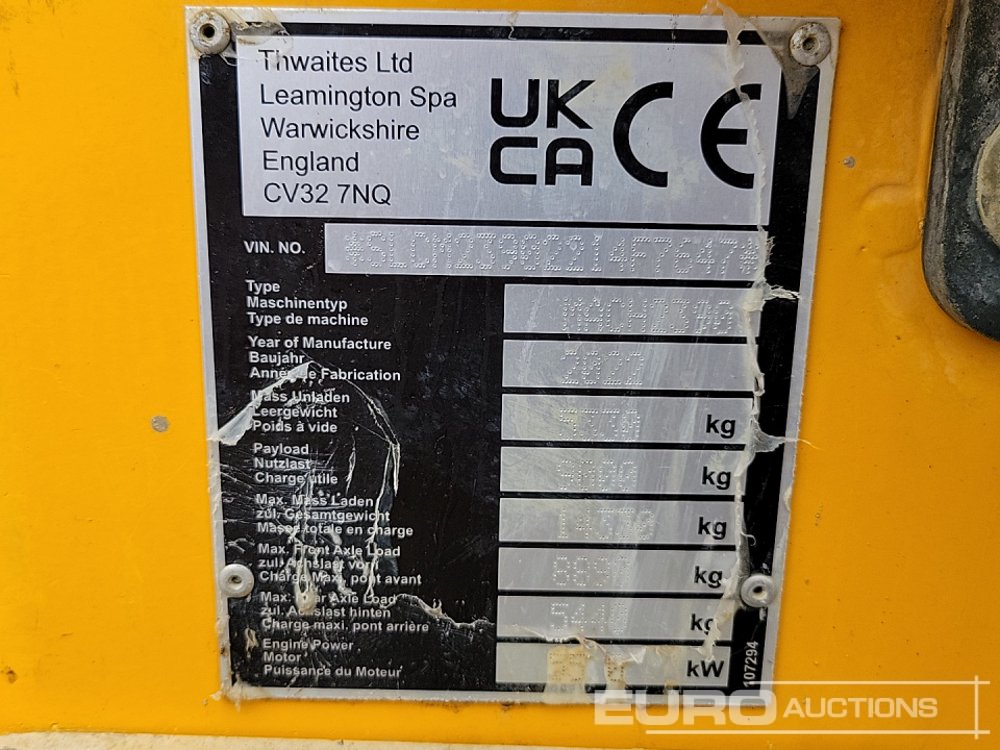 Thwaites Ltd
Leamington Spa
Warwickshire
England
CV32 7NQ
UK
CA CE
VIN. NO.
Type
Maschinentyp
Type de machine
Year of Manufacture
Baujahr
Année de Fabrication
Mass Unladen
Leergewicht
Poids à vide
kg
Payload
Nutzlast
Charge utile
kg
Max. Mass Laden
zul. Gesamtgewicht
Masse totale en charge
kg
Max. Front Axle Load
zul. Achslast vorn
Charge Maxi. pont avant
kg
Max. Rear Axle Load
zul. Achslast hinten
Charge maxi. pont arrière
kg
Engine Power
Motor
Puissance du Moteur
kW
107294
EURO AUCTIONS